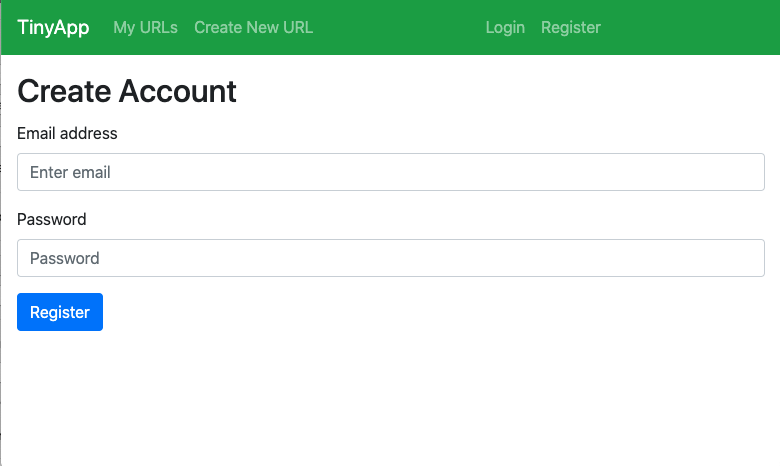 TinyApp My URLs Create New URL Login Register
Create Account
Email address
Enter email
Password
Password
Register